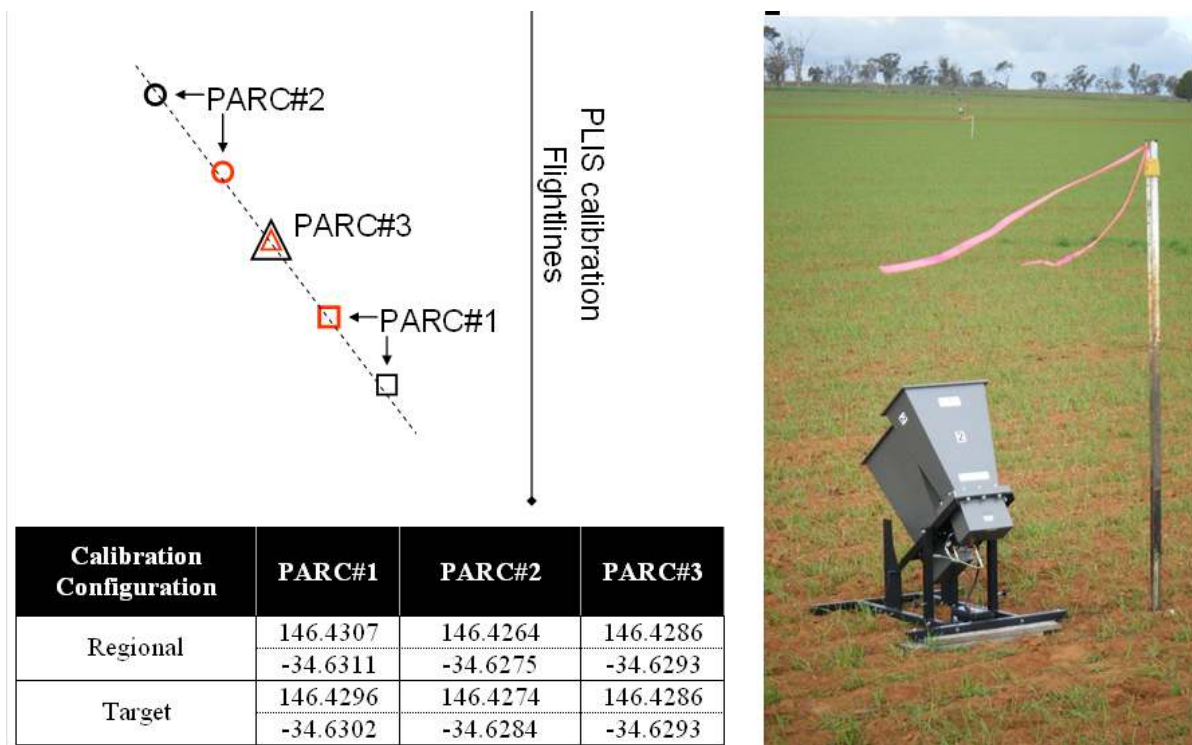 PARC#2
PARC#3
PARC#1
PLIS calibration
Flightlines
Calibration
Configuration
PARC#1 PARC#2 PARC#3
Regional
146.4307 146.4264 146.4286
-34.6311 -34.6275 -34.6293
Target
146.4296 146.4274 146.4286
-34.6302 -34.6284 -34.6293
2